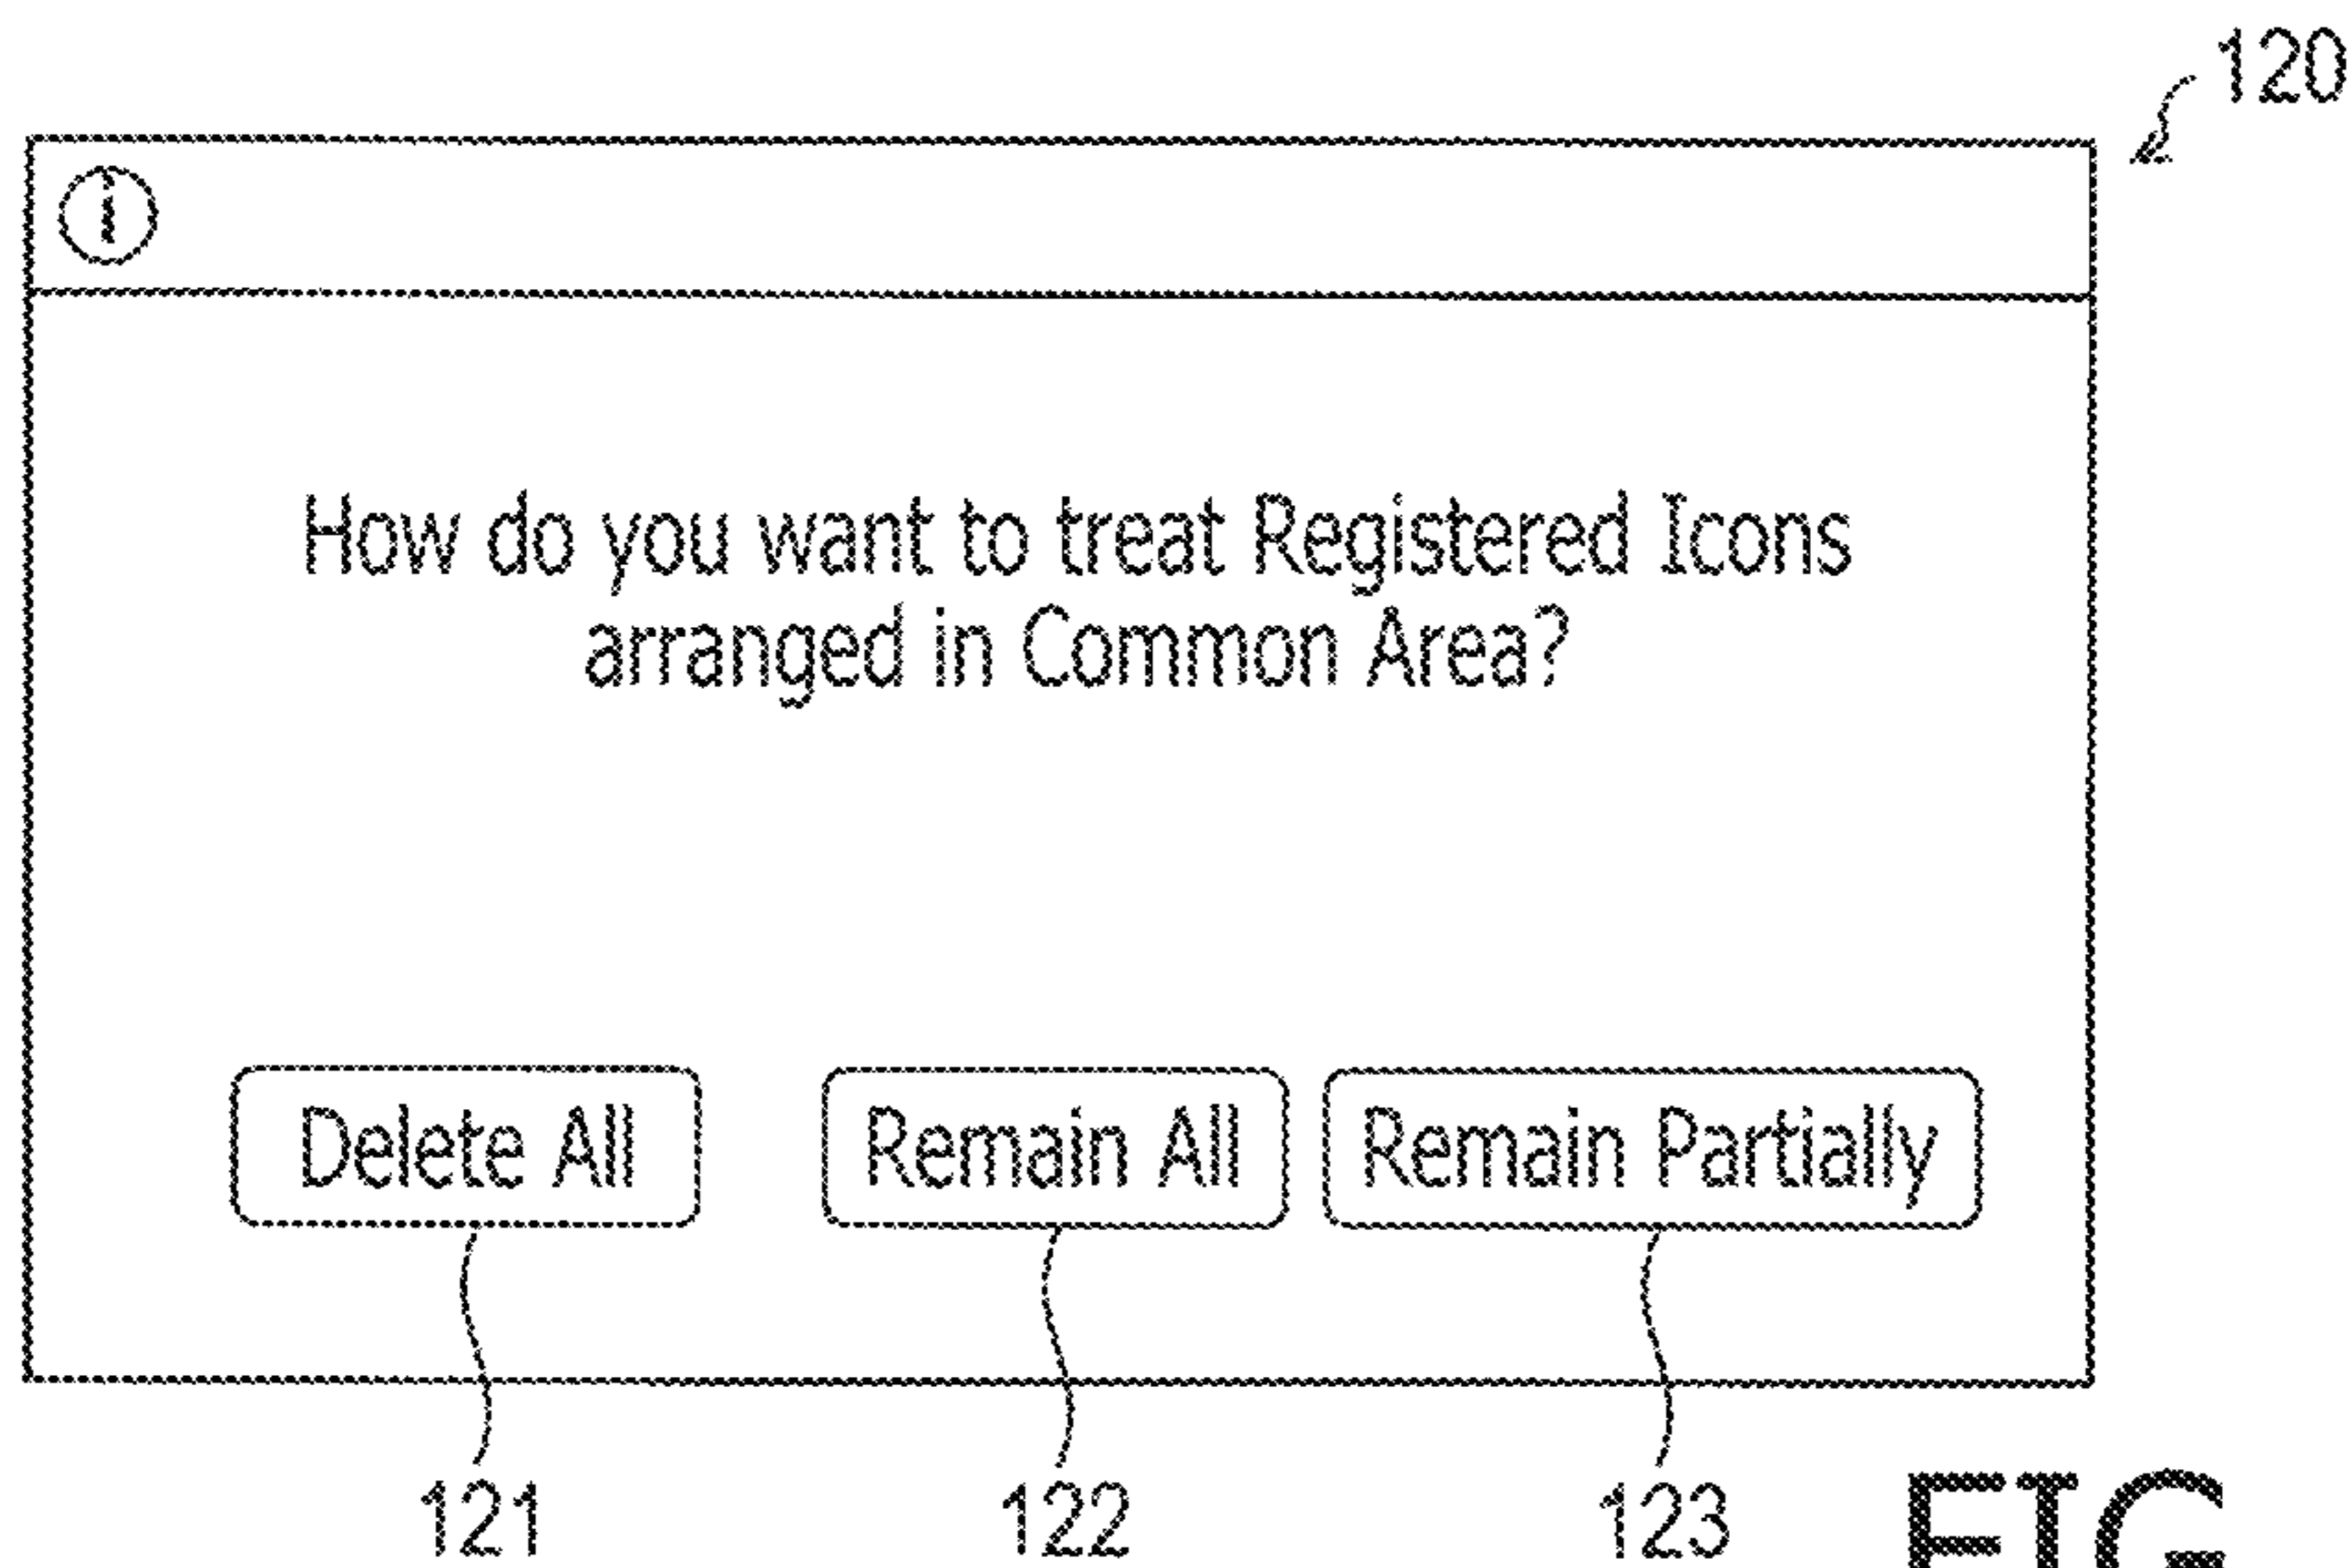 120
i
How do you want to treat Registered Icons
arranged in Common Area?
Delete All Remain All Remain Partially
121 122 123
FIG